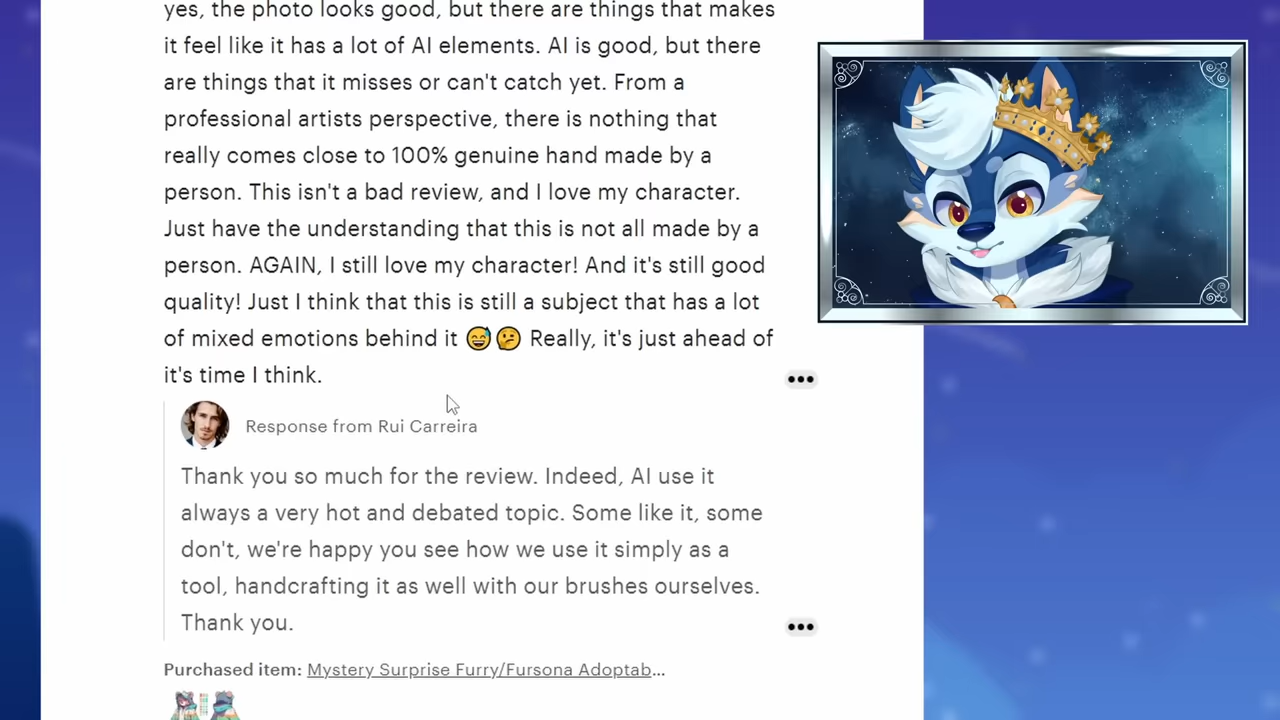 yes, the photo looks good, but there are things that makes
it feel like it has a lot of AI elements. AI is good, but there
are things that it misses or can't catch yet. From a
professional artists perspective, there is nothing that
really comes close to 100% genuine hand made by a
person. This isn't a bad review, and I love my character.
Just have the understanding that this is not all made by a
person. AGAIN, I still love my character! And it's still good
quality! Just I think that this is still a subject that has a lot
of mixed emotions behind it 😅🤔 Really, it's just ahead of
it's time I think.
Response from Rui Carreira
Thank you so much for the review. Indeed, AI use it
always a very hot and debated topic. Some like it, some
don't, we're happy you see how we use it simply as a
tool, handcrafting it as well with our brushes ourselves.
Thank you.
Purchased item: Mystery Surprise Furry/Fursona Adoptab...